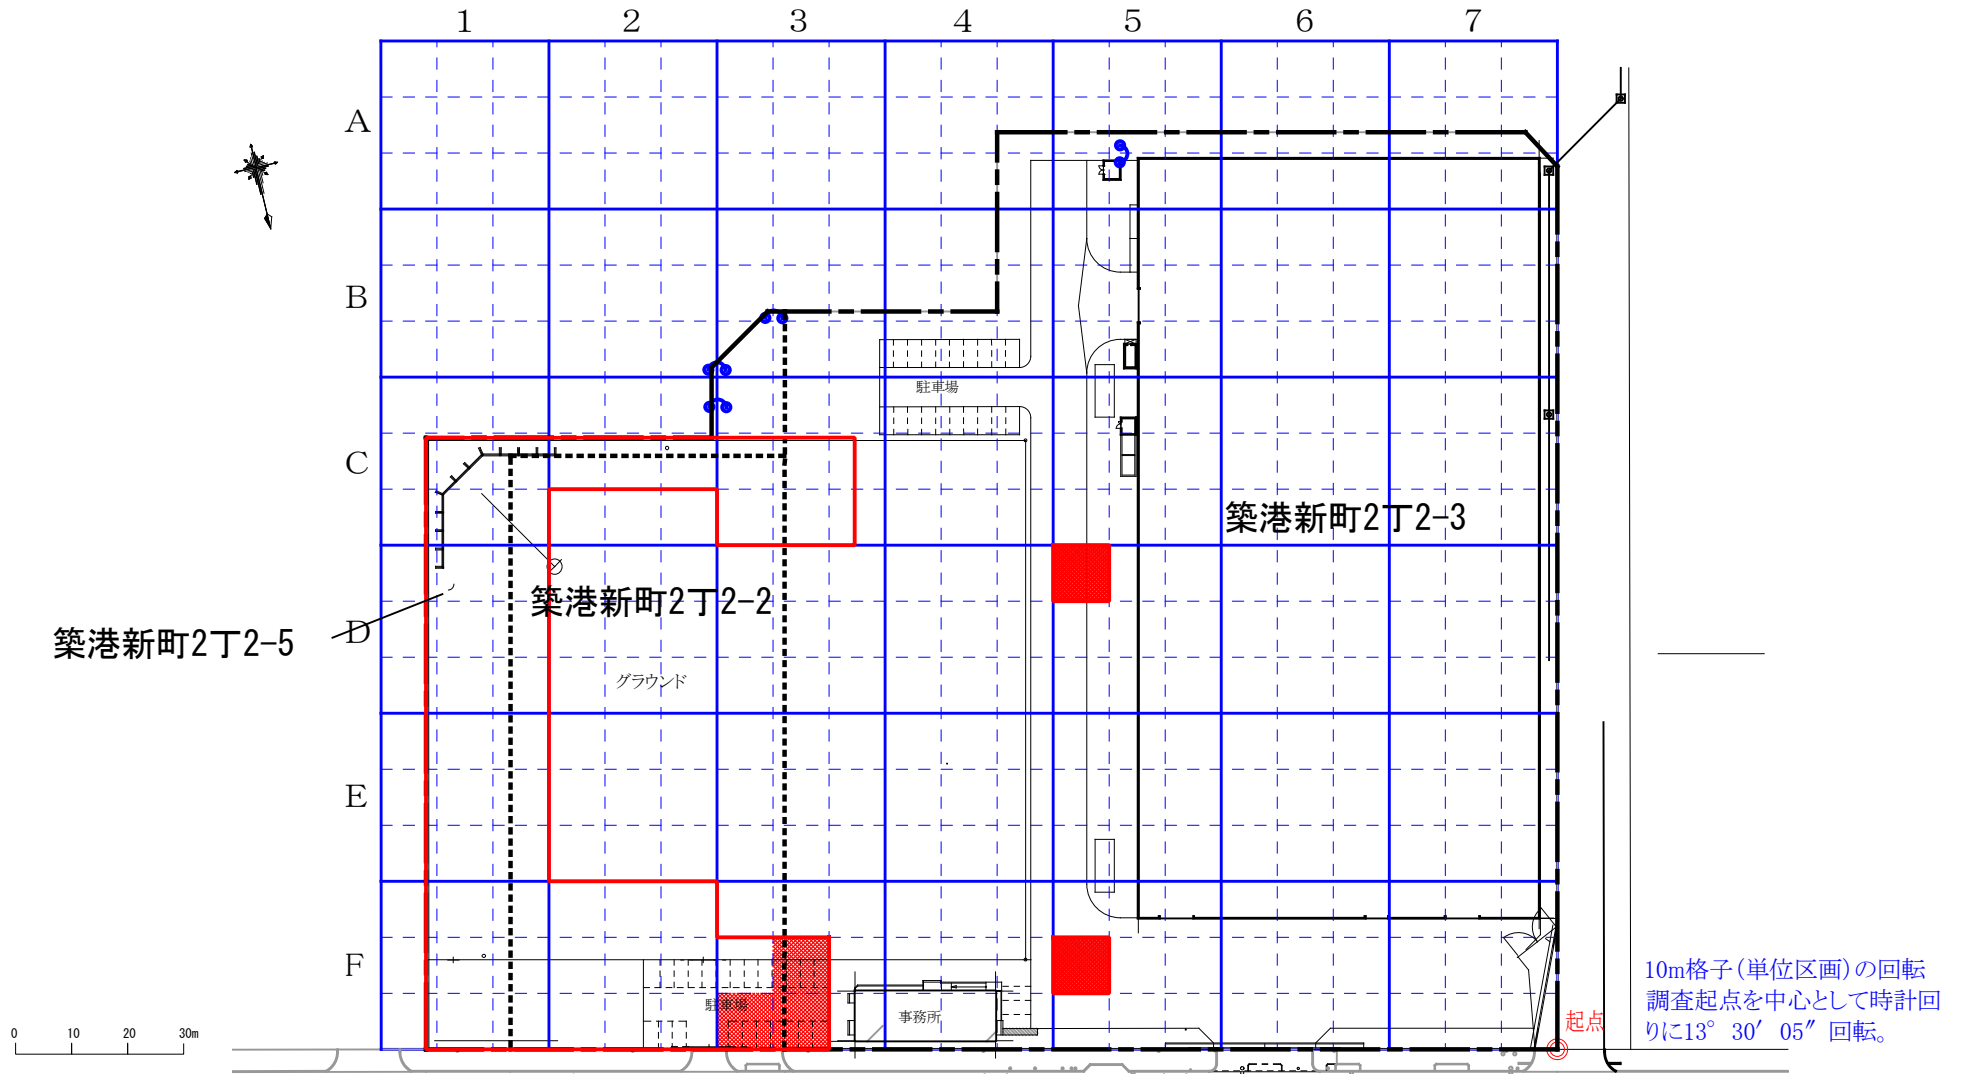 1 2 3 4 5 6 7
A
B
駐車場
C
築港新町2丁2-3
築港新町2丁2-2
築港新町2丁2-5
D
グラウンド
E
F
10m格子(単位区画)の回転
調査起点を中心として時計回
りに13°30′05″回転。
駐車場
事務所
起点
0 10 20 30m